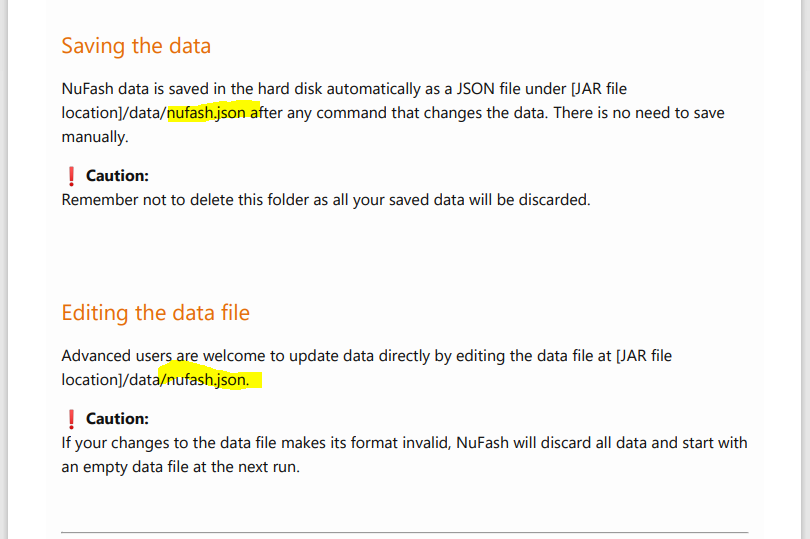 Saving the data
NuFash data is saved in the hard disk automatically as a JSON file under [JAR file
location]/data/nufash.json after any command that changes the data. There is no need to save
manually.
❗ Caution:
Remember not to delete this folder as all your saved data will be discarded.
Editing the data file
Advanced users are welcome to update data directly by editing the data file at [JAR file
location]/data/nufash.json.
❗ Caution:
If your changes to the data file makes its format invalid, NuFash will discard all data and start with
an empty data file at the next run.